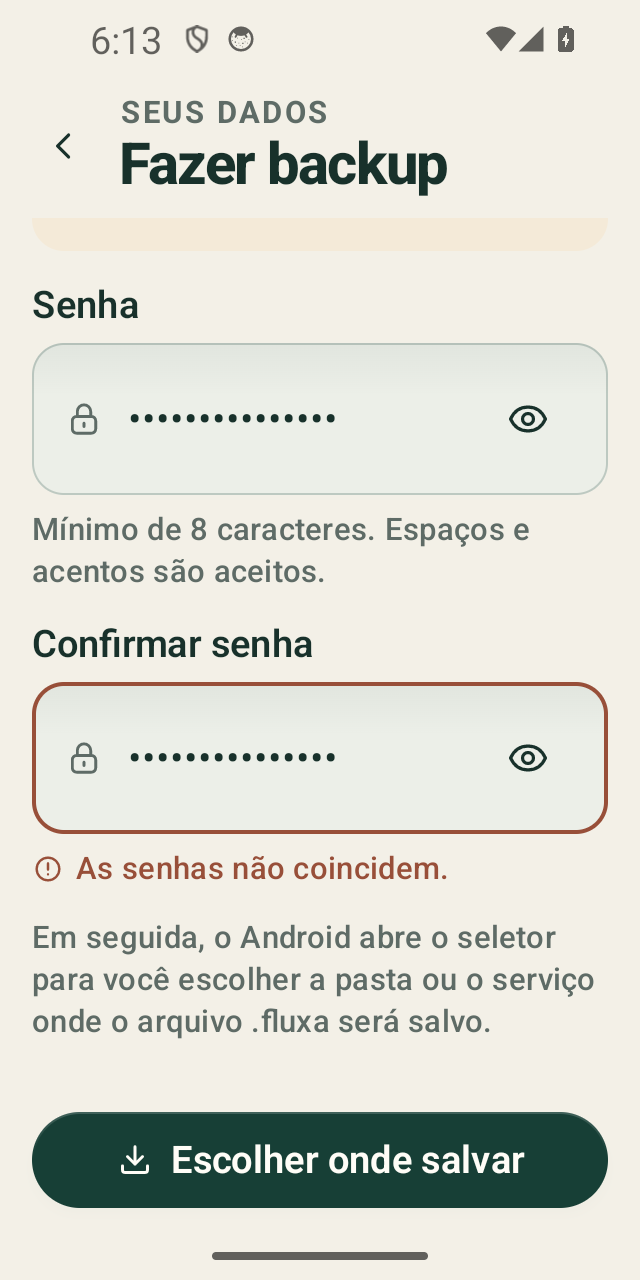 6:13
SEUS DADOS
Fazer backup
Senha
•••••••••••••••
Mínimo de 8 caracteres. Espaços e
acentos são aceitos.
Confirmar senha
•••••••••••••••
As senhas não coincidem.
Em seguida, o Android abre o seletor
para você escolher a pasta ou o serviço
onde o arquivo .fluxa será salvo.
Escolher onde salvar